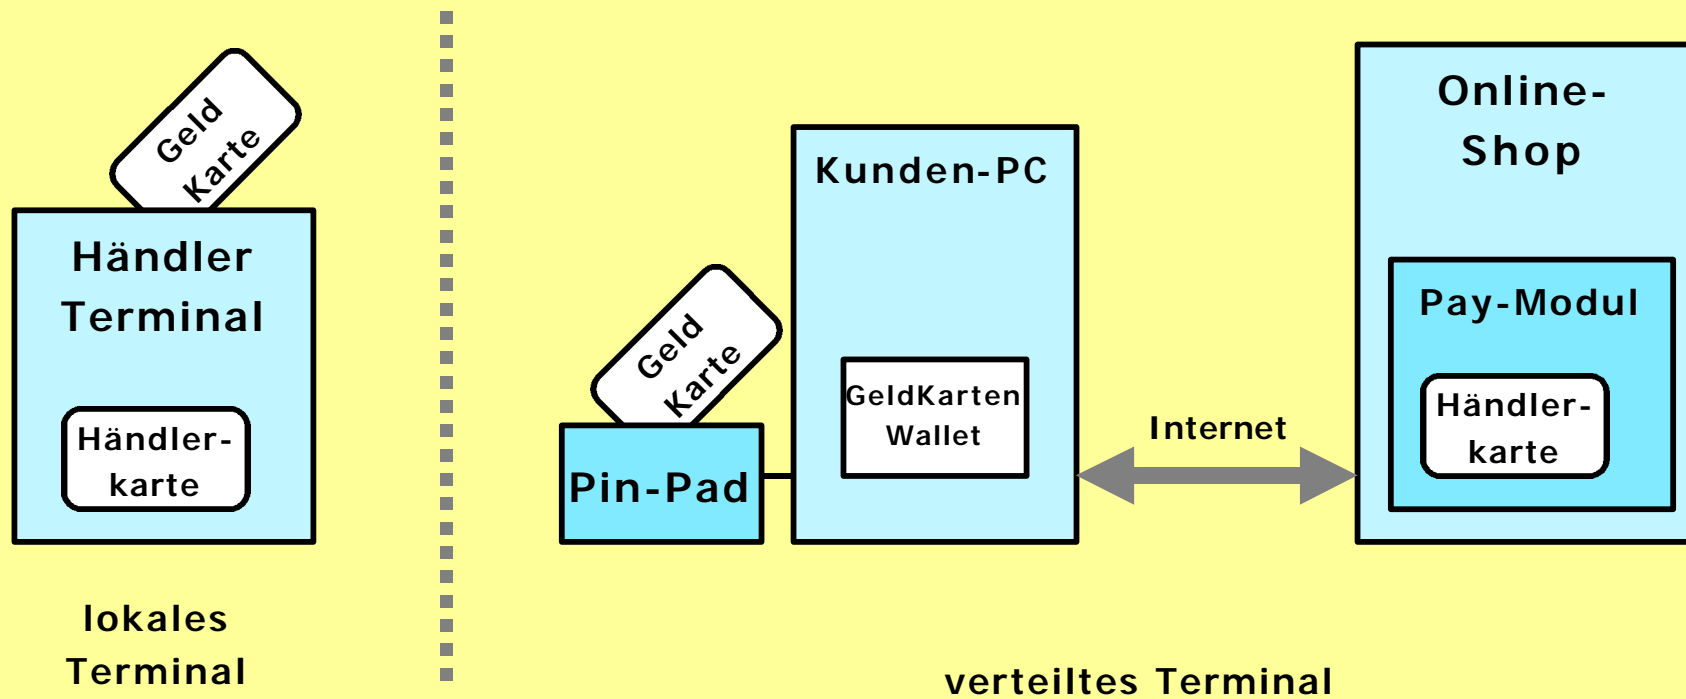 Geld
Karte
Händler
Terminal
Händler-
karte
lokales
Terminal
Geld
Karte
Pin-Pad
Kunden-PC
GeldKarten
Wallet
Internet
Online-
Shop
Pay-Modul
Händler-
karte
verteiltes Terminal